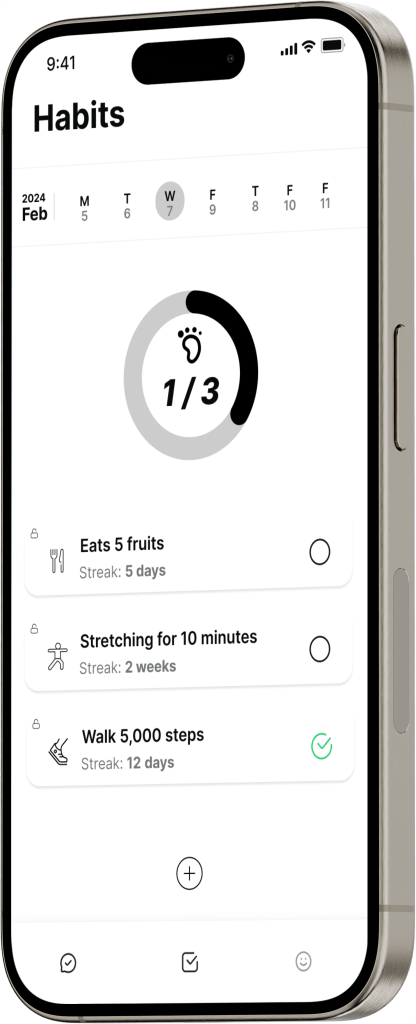 9:41
Habits
2024
Feb
M T W F T F F
5 6 7 9 8 10 11
1/3
Eats 5 fruits
Streak: 5 days
Stretching for 10 minutes
Streak: 2 weeks
Walk 5,000 steps
Streak: 12 days